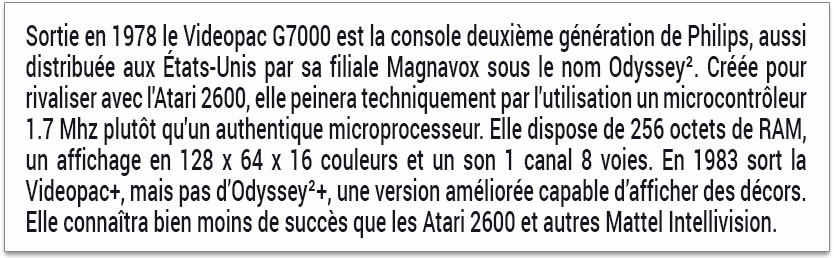 Sortie en 1978 le Videopac G7000 est la console deuxième génération de Philips, aussi
distribuée aux États-Unis par sa filiale Magnavox sous le nom Odyssey². Créée pour
rivaliser avec l'Atari 2600, elle peinera techniquement par l'utilisation un microcontrôleur
1.7 Mhz plutôt qu'un authentique microprocesseur. Elle dispose de 256 octets de RAM,
un affichage en 128 x 64 x 16 couleurs et un son 1 canal 8 voies. En 1983 sort la
Videopac+, mais pas d’Odyssey²+, une version améliorée capable d’afficher des décors.
Elle connaîtra bien moins de succès que les Atari 2600 et autres Mattel Intellivision.